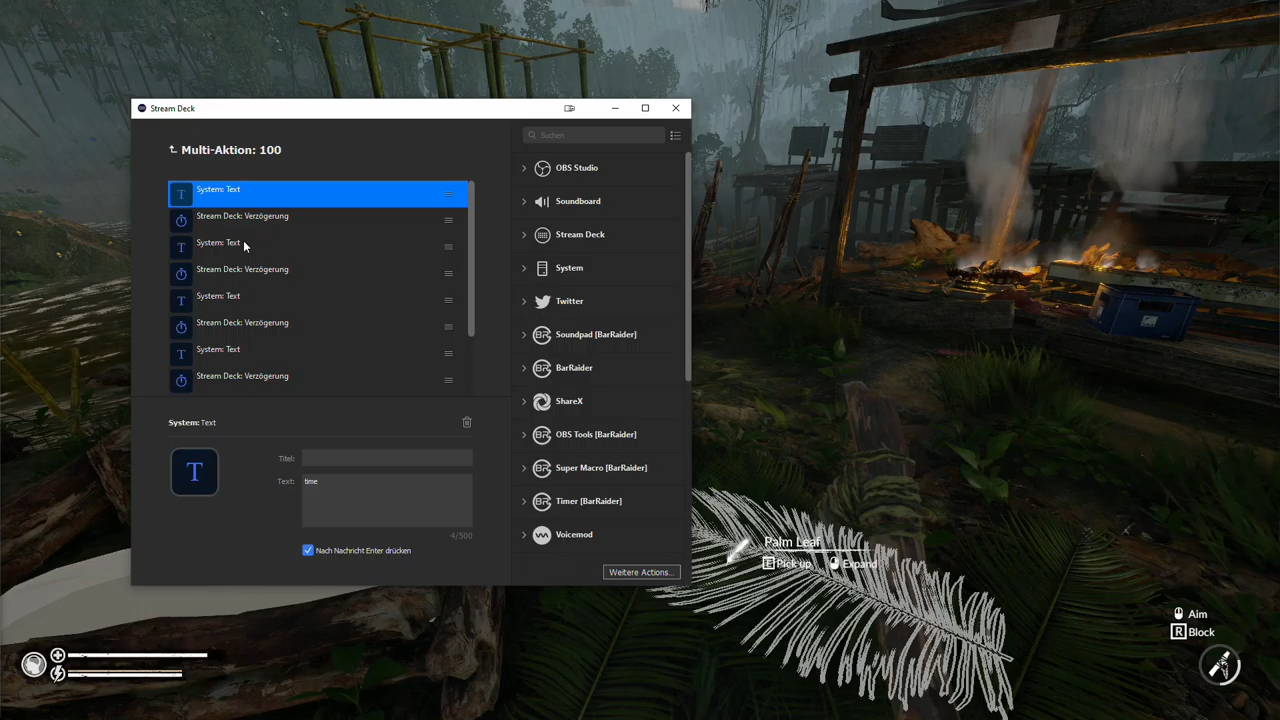 Stream Deck
Multi-Aktion: 100
System: Text
Stream Deck: Verzögerung
System: Text
Stream Deck: Verzögerung
System: Text
Stream Deck: Verzögerung
System: Text
Stream Deck: Verzögerung
System: Text
T
Titel:
Text:
time
4/500
Nach Nachricht Enter drücken
Suchen
OBS Studio
Soundboard
Stream Deck
System
Twitter
Soundpad [BarRaider]
BarRaider
ShareX
OBS Tools [BarRaider]
Super Macro [BarRaider]
Timer [BarRaider]
Voicemod
Weitere Actions...
Palm Leaf
E Pick up
Expand
Aim
R Block